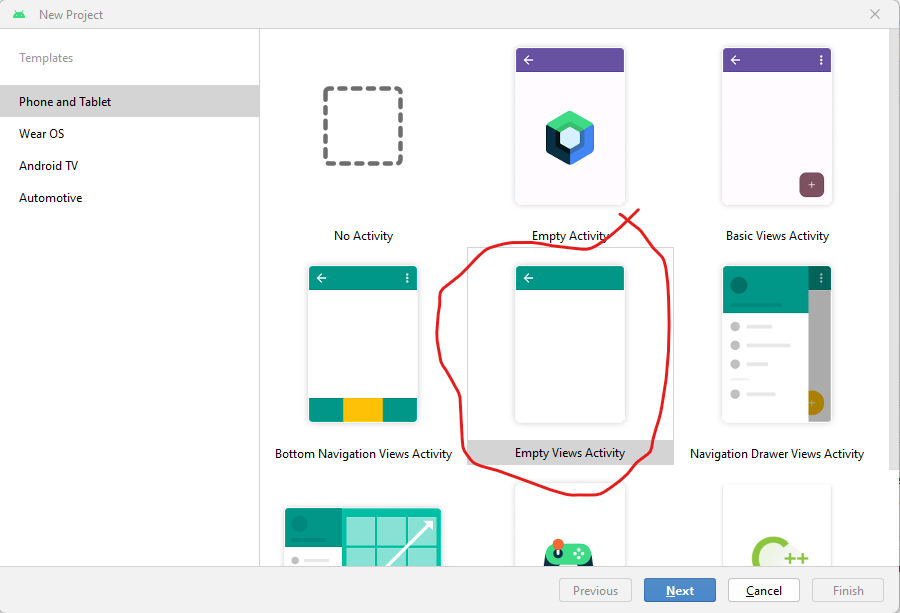 New Project
Templates
Phone and Tablet
Wear OS
Android TV
Automotive
No Activity
Empty Activity
Basic Views Activity
Bottom Navigation Views Activity
Empty Views Activity
Navigation Drawer Views Activity
++
Previous
Next
Cancel
Finish